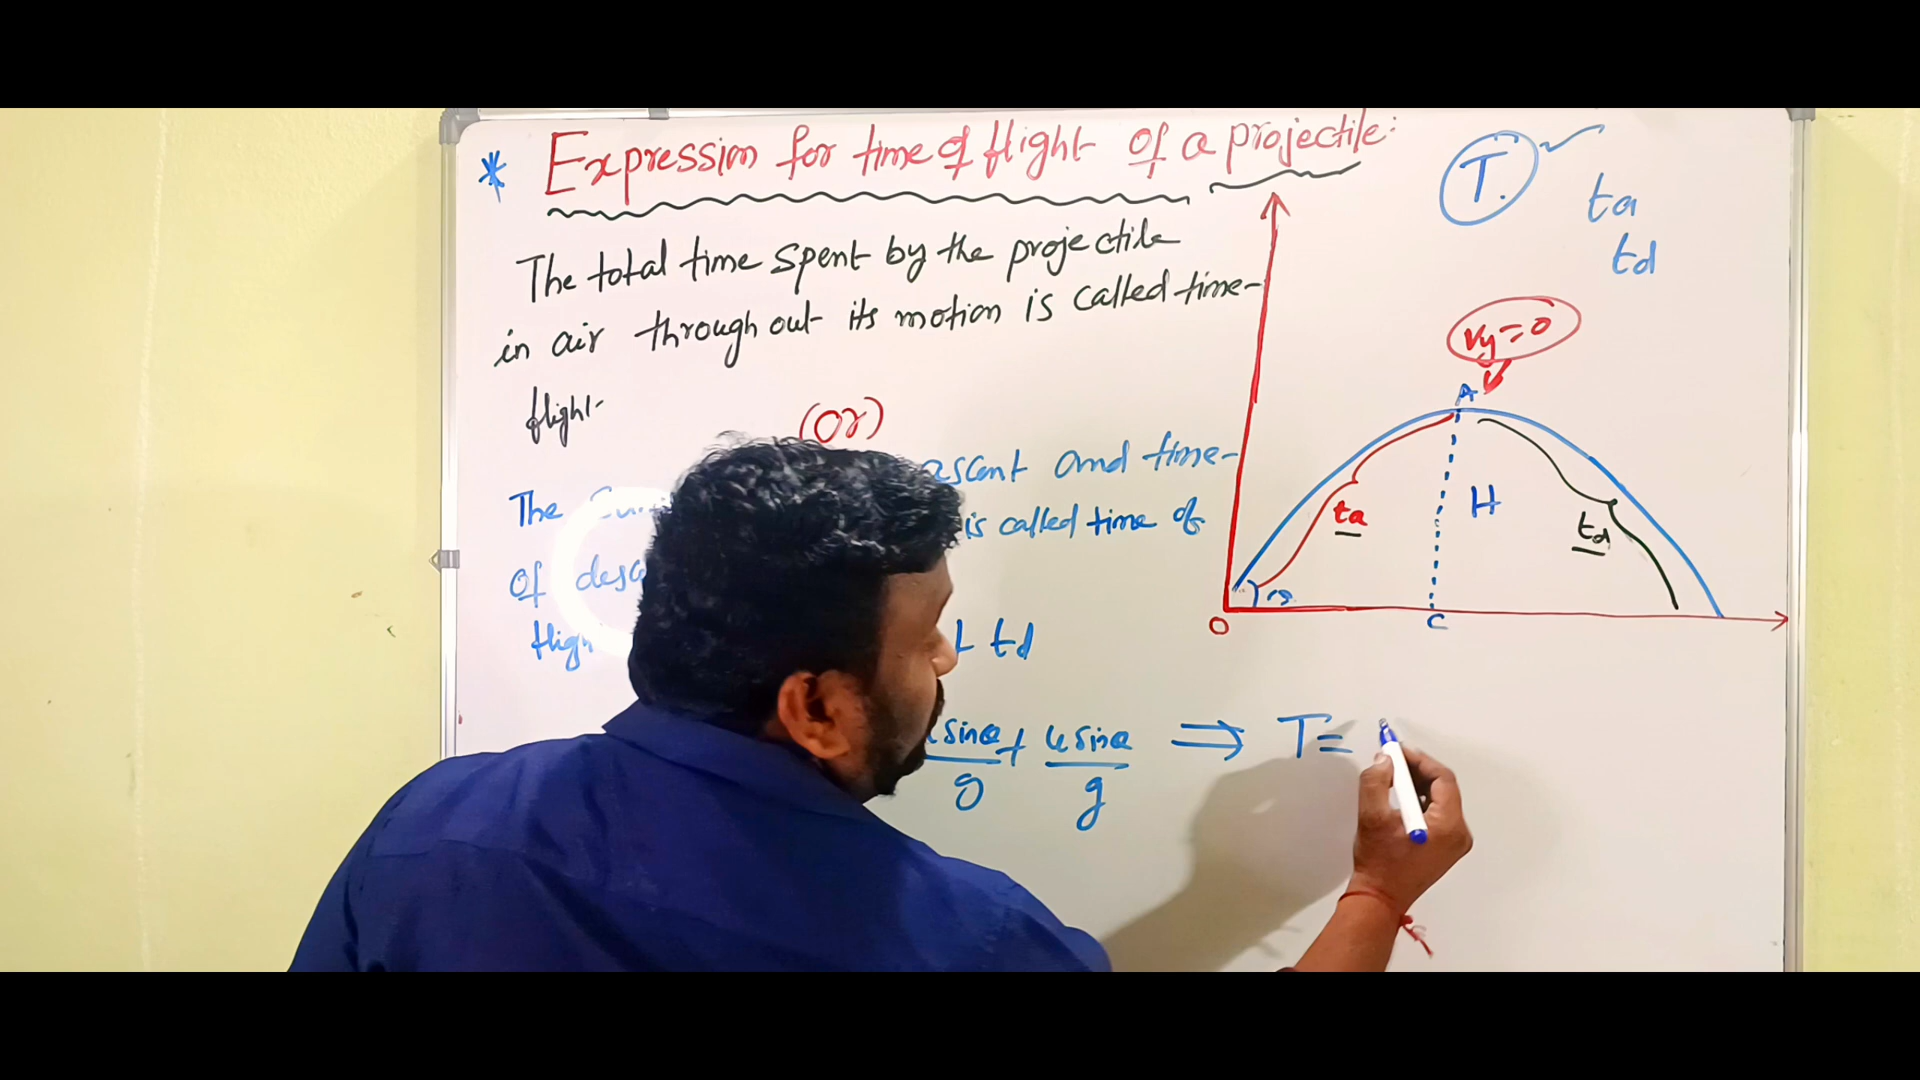 * Expression for time of flight of a projectile:
The total time spent by the projectile
in air through out its motion is called time-
flight
(Or)
The ascent and time-
Of is called time of
td
sinθ + u sinθ ⇒ T=
g g
T.
ta
td
Vy=0
A
ta
H
td
O
C